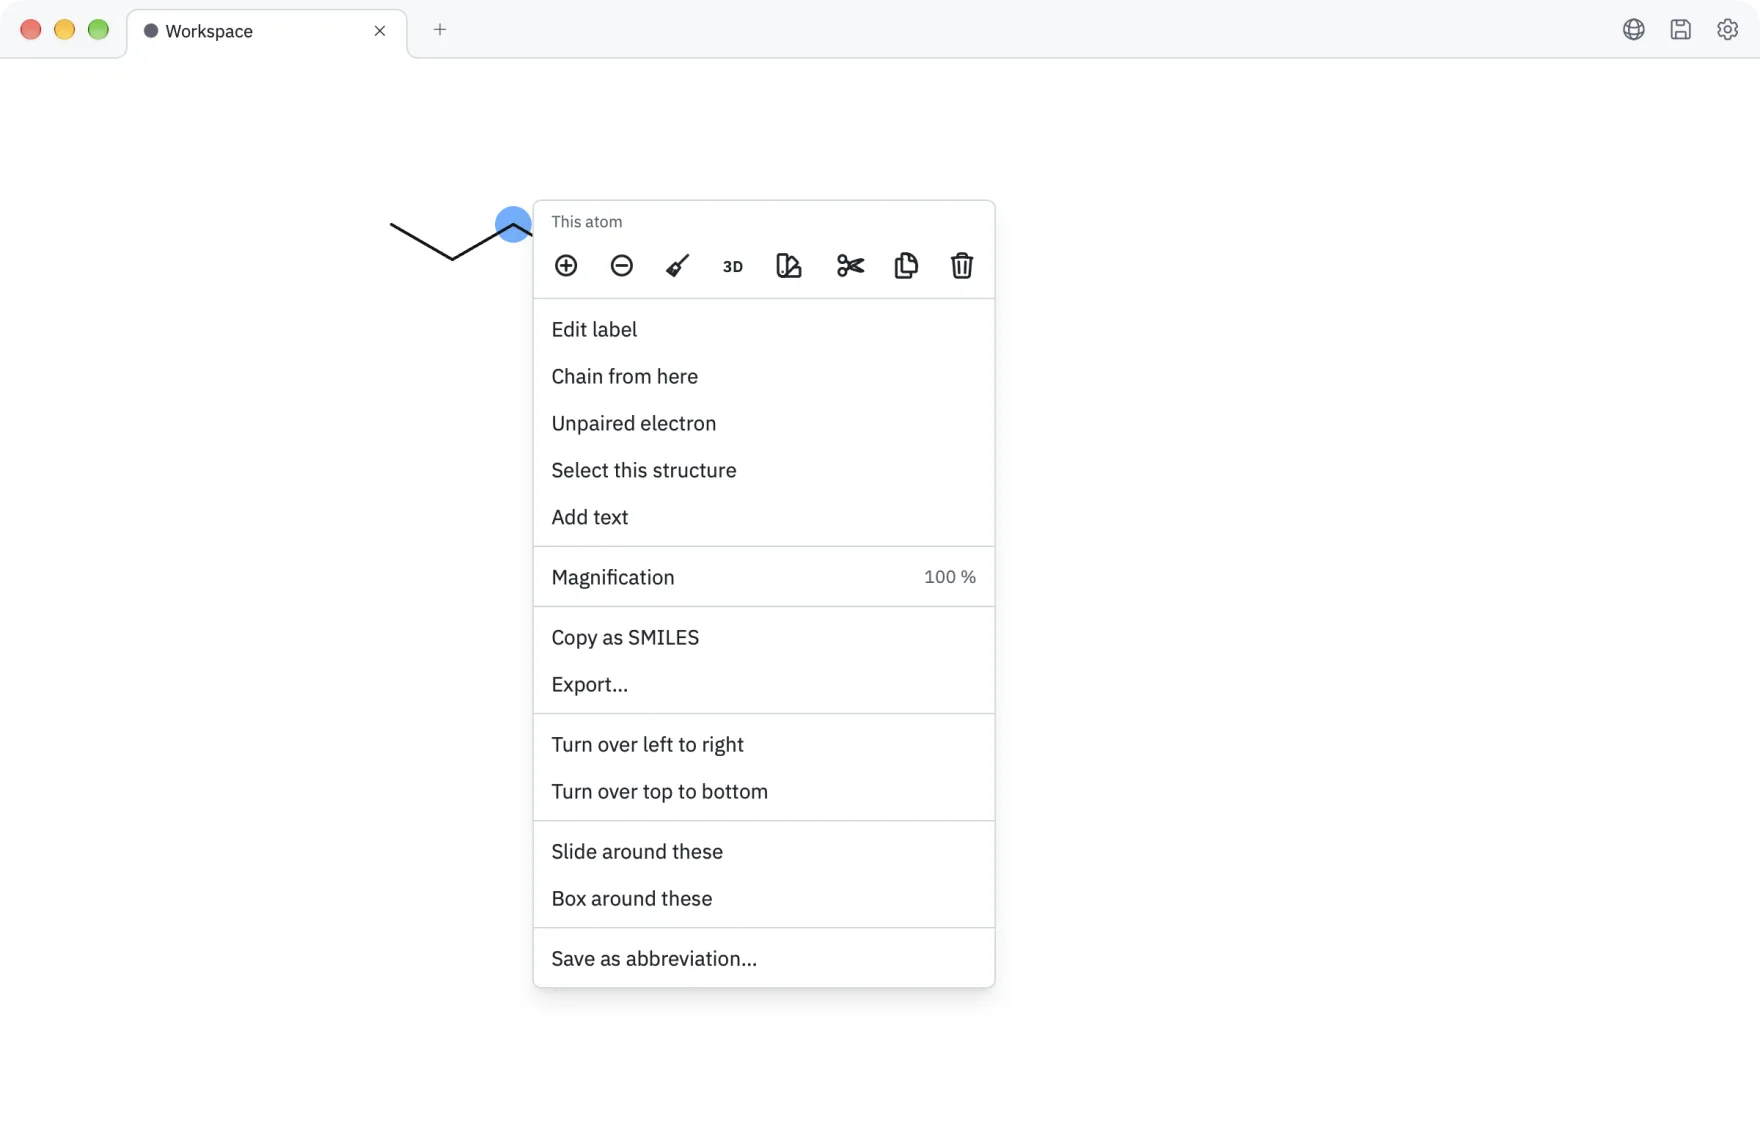 Workspace
This atom
3D
Edit label
Chain from here
Unpaired electron
Select this structure
Add text
Magnification 100 %
Copy as SMILES
Export...
Turn over left to right
Turn over top to bottom
Slide around these
Box around these
Save as abbreviation...